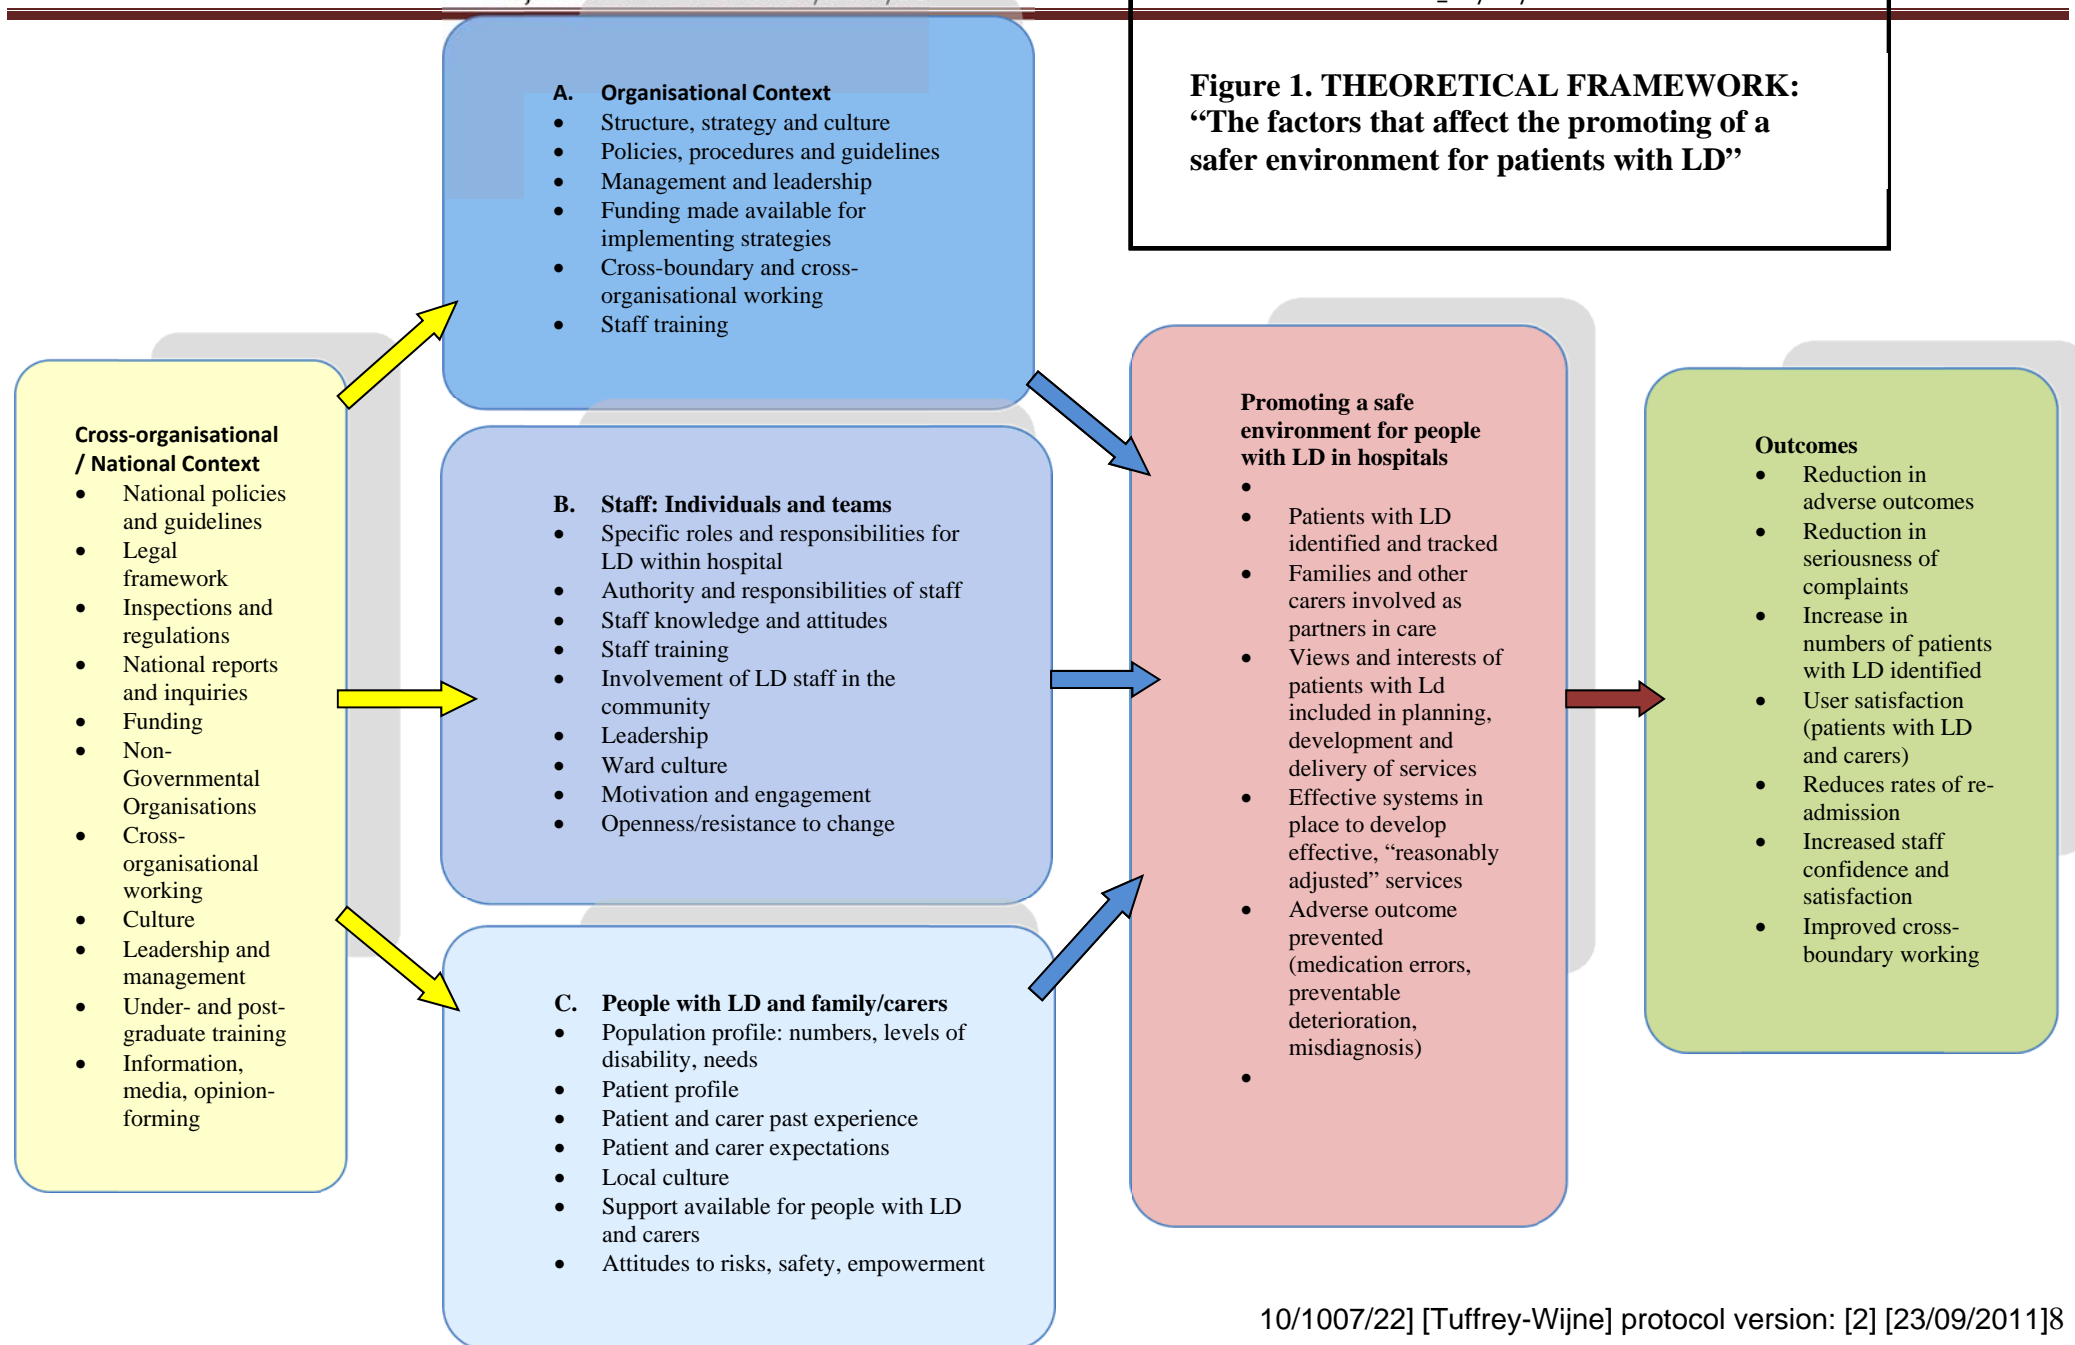 Figure 1. THEORETICAL FRAMEWORK:
“The factors that affect the promoting of a
safer environment for patients with LD”
Cross-organisational
/ National Context
• National policies
and guidelines
• Legal
framework
• Inspections and
regulations
• National reports
and inquiries
• Funding
• Non-
Governmental
Organisations
• Cross-
organisational
working
• Culture
• Leadership and
management
• Under- and post-
graduate training
• Information,
media, opinion-
forming
A. Organisational Context
• Structure, strategy and culture
• Policies, procedures and guidelines
• Management and leadership
• Funding made available for
implementing strategies
• Cross-boundary and cross-
organisational working
• Staff training
B. Staff: Individuals and teams
• Specific roles and responsibilities for
LD within hospital
• Authority and responsibilities of staff
• Staff knowledge and attitudes
• Staff training
• Involvement of LD staff in the
community
• Leadership
• Ward culture
• Motivation and engagement
• Openness/resistance to change
C. People with LD and family/carers
• Population profile: numbers, levels of
disability, needs
• Patient profile
• Patient and carer past experience
• Patient and carer expectations
• Local culture
• Support available for people with LD
and carers
• Attitudes to risks, safety, empowerment
Promoting a safe
environment for people
with LD in hospitals
•
• Patients with LD
identified and tracked
• Families and other
carers involved as
partners in care
• Views and interests of
patients with Ld
included in planning,
development and
delivery of services
• Effective systems in
place to develop
effective, “reasonably
adjusted” services
• Adverse outcome
prevented
(medication errors,
preventable
deterioration,
misdiagnosis)
•
Outcomes
• Reduction in
adverse outcomes
• Reduction in
seriousness of
complaints
• Increase in
numbers of patients
with LD identified
• User satisfaction
(patients with LD
and carers)
• Reduces rates of re-
admission
• Increased staff
confidence and
satisfaction
• Improved cross-
boundary working
10/1007/22] [Tuffrey-Wijne] protocol version: [2] [23/09/2011]8